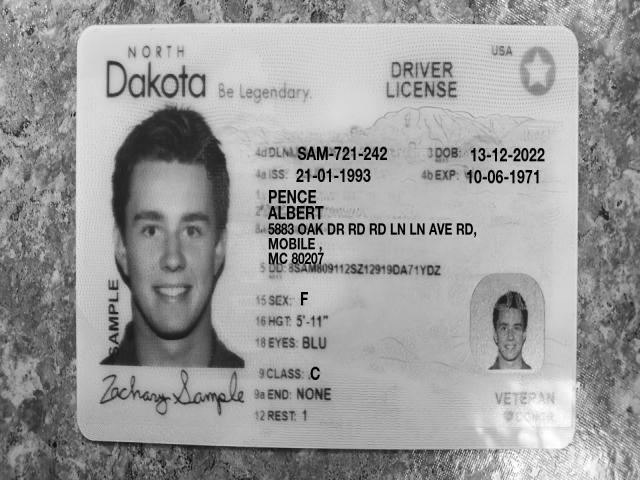 NORTH
Dakota Be Legendary.
DRIVER
LICENSE
USA
4d DLN SAM-721-242
3 DOB: 13-12-2022
4a ISS: 21-01-1993
4b EXP: 10-06-1971
PENCE
ALBERT
5883 OAK DR RD RD LN LN AVE RD,
MOBILE ,
MC 80207
5 DD: 8SAM809112SZ12919DA71YDZ
15 SEX: F
16 HGT: 5'-11"
18 EYES: BLU
9 CLASS: C
9a END: NONE
12 REST: 1
SAMPLE
Zachary Sample
VETERAN